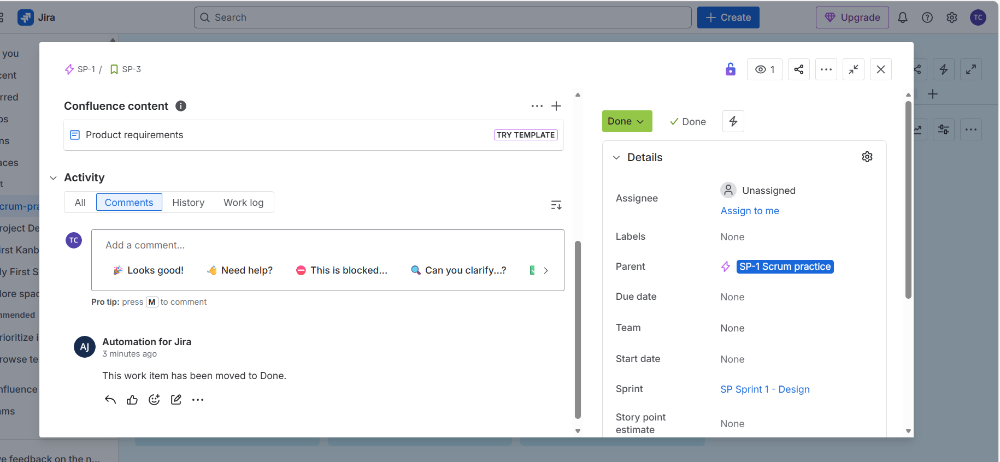 Jira
Search
Create
Upgrade
TC
you
cent
rred
ps
ns
aces
t
crum-pra
roject De
irst Kanb
ly First S
lore spac
mmended
rioritize i
rowse te
nfluence
ams
ve feedback on the n...
SP-1 / SP-3
1
Confluence content
Product requirements
TRY TEMPLATE
Activity
All Comments History Work log
TC
Add a comment...
Looks good! Need help? This is blocked... Can you clarify...?
Pro tip: press M to comment
AJ
Automation for Jira
3 minutes ago
This work item has been moved to Done.
Done
Done
Details
Assignee
Unassigned
Assign to me
Labels
None
Parent
SP-1 Scrum practice
Due date
None
Team
None
Start date
None
Sprint
SP Sprint 1 - Design
Story point
estimate
None